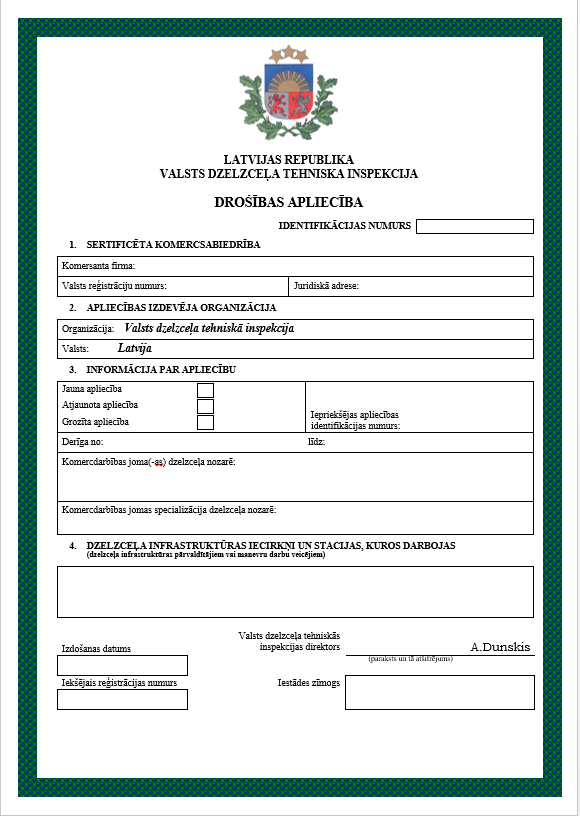 LATVIJAS REPUBLIKA
VALSTS DZELZCEĻA TEHNISKA INSPEKCIJA
DROŠĪBAS APLIECĪBA
IDENTIFIKĀCIJAS NUMURS
1. SERTIFICĒTA KOMERCSABIEDRĪBA
Komersanta firma:
Valsts reģistrāciju numurs: Juridiskā adrese:
2. APLIECĪBAS IZDEVĒJA ORGANIZĀCIJA
Organizācija: Valsts dzelzceļa tehniskā inspekcija
Valsts: Latvija
3. INFORMĀCIJA PAR APLIECĪBU
Jauna apliecība
Atjaunota apliecība
Grozīta apliecība
Iepriekšējas apliecības
identifikācijas numurs:
Derīga no: līdz:
Komercdarbības joma(-as) dzelzceļa nozarē:
Komercdarbības jomas specializācija dzelzceļa nozarē:
4. DZELZCEĻA INFRASTRUKTŪRAS IECIRKŅI UN STACIJAS, KUROS DARBOJAS
(dzelzceļa infrastruktūras pārvaldītājiem vai manevru darbu veicējiem)
Valsts dzelzceļa tehniskās
inspekcijas direktors A.Dunskis
(paraksts un tā atšifrējums)
Izdošanas datums
Iekšējais reģistrācijas numurs
Iestādes zīmogs